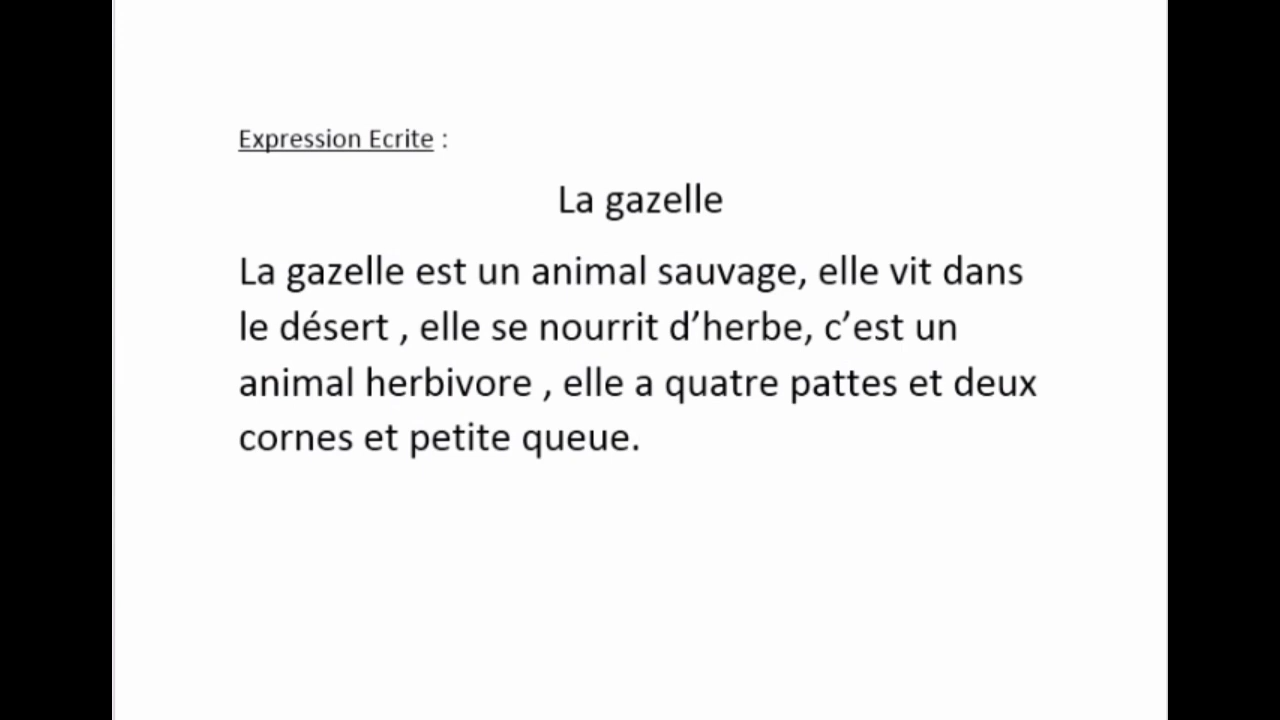 Expression Ecrite :
La gazelle
La gazelle est un animal sauvage, elle vit dans
le désert , elle se nourrit d’herbe, c’est un
animal herbivore , elle a quatre pattes et deux
cornes et petite queue.